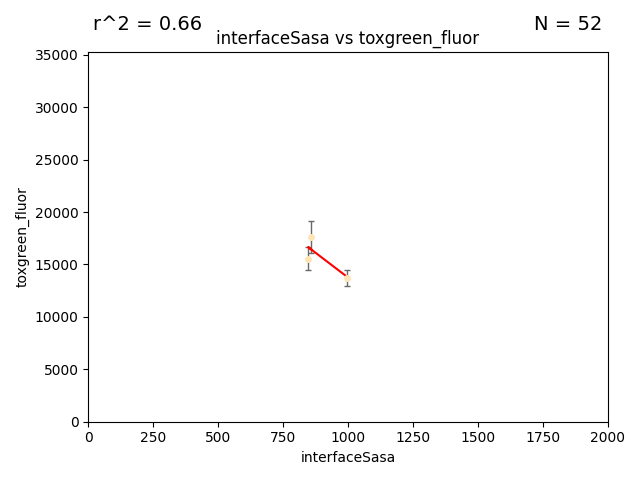 r^2 = 0.66
N = 52
interfaceSasa vs toxgreen_fluor
35000
30000
25000
20000
15000
10000
5000
0
toxgreen_fluor
0 250 500 750 1000 1250 1500 1750 2000
interfaceSasa